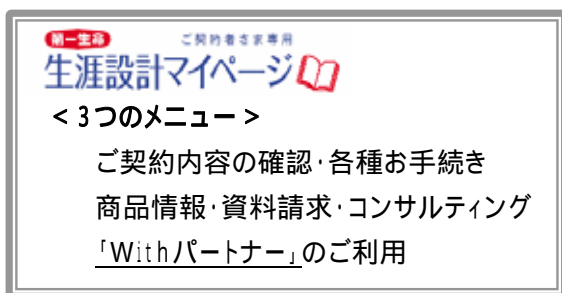 第一生命 ご契約者さま専用
生涯設計マイページ
<3つのメニュー>
ご契約内容の確認・各種お手続き
商品情報・資料請求・コンサルティング
「Withパートナー」のご利用